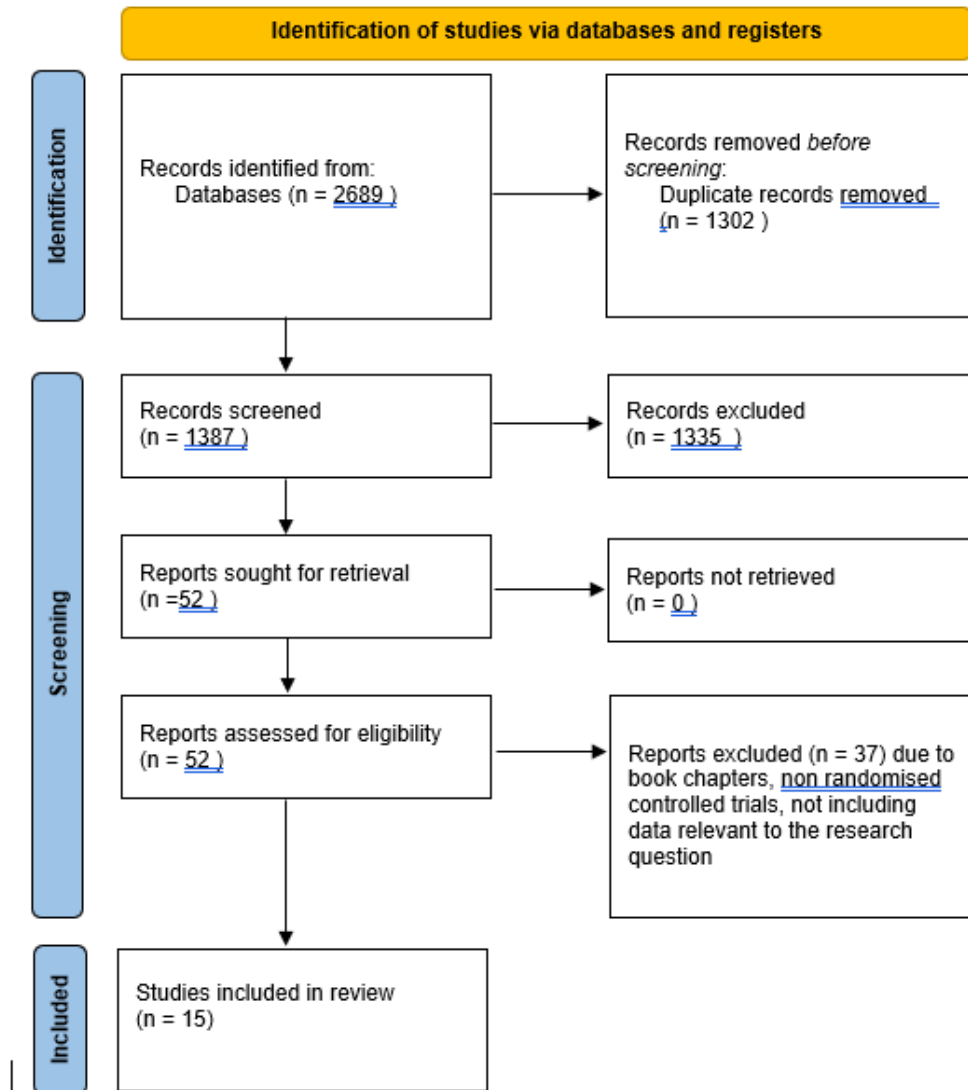 Identification of studies via databases and registers
Identification
Records identified from:
Databases (n = 2689 )
Records removed before
screening:
Duplicate records removed
(n = 1302 )
Screening
Records screened
(n = 1387 )
Records excluded
(n = 1335 )
Reports sought for retrieval
(n =52 )
Reports not retrieved
(n = 0 )
Reports assessed for eligibility
(n = 52 )
Reports excluded (n = 37) due to
book chapters, non randomised
controlled trials, not including
data relevant to the research
question
Included
Studies included in review
(n = 15)